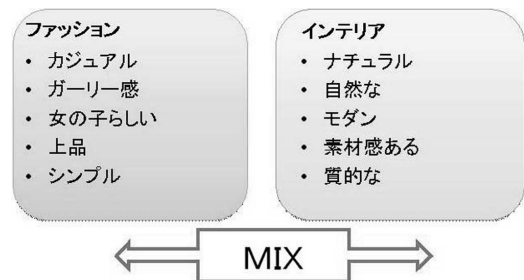 ファッション
• カジュアル
• ガーリー感
• 女の子らしい
• 上品
• シンプル
インテリア
• ナチュラル
• 自然な
• モダン
• 素材感ある
• 質的な
MIX